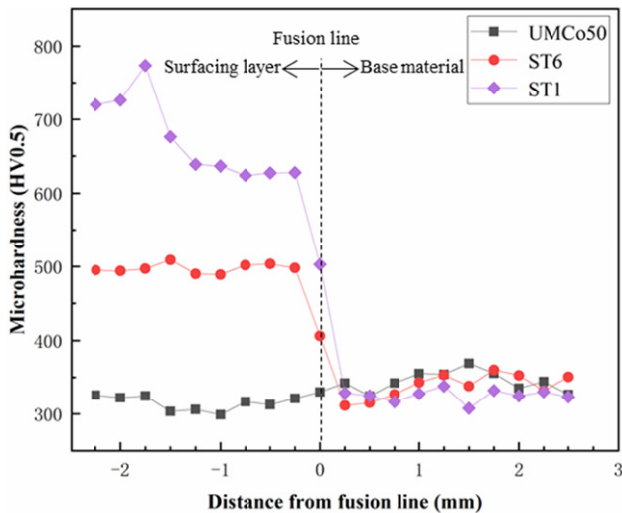 800
700
600
500
400
300
Microhardness (HV0.5)
Fusion line
Surfacing layer
Base material
UMCo50
ST6
ST1
-2 -1 0 1 2 3
Distance from fusion line (mm)